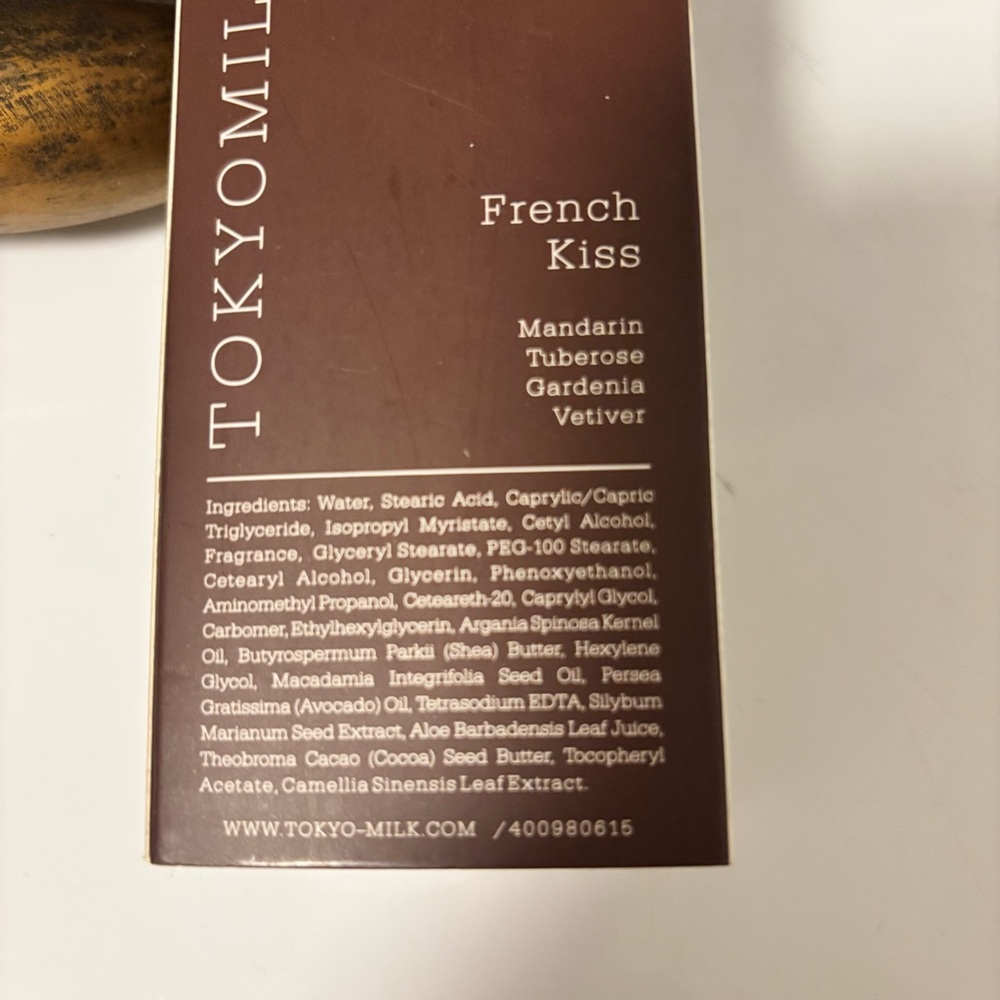 TOKYOMIL
French
Kiss
Mandarin
Tuberose
Gardenia
Vetiver
Ingredients: Water, Stearic Acid, Caprylic/Capric
Triglyceride, Isopropyl Myristate, Cetyl Alcohol,
Fragrance, Glyceryl Stearate, PEG-100 Stearate,
Cetearyl Alcohol, Glycerin, Phenoxyethanol,
Aminomethyl Propanol, Ceteareth-20, Caprylyl Glycol,
Carbomer, Ethylhexylglycerin, Argania Spinosa Kernel
Oil, Butyrospermum Parkii (Shea) Butter, Hexylene
Glycol, Macadamia Integrifolia Seed Oil, Persea
Gratissima (Avocado) Oil, Tetrasodium EDTA, Silybum
Marianum Seed Extract, Aloe Barbadensis Leaf Juice,
Theobroma Cacao (Cocoa) Seed Butter, Tocopheryl
Acetate, Camellia Sinensis Leaf Extract.
WWW.TOKYO-MILK.COM /400980615